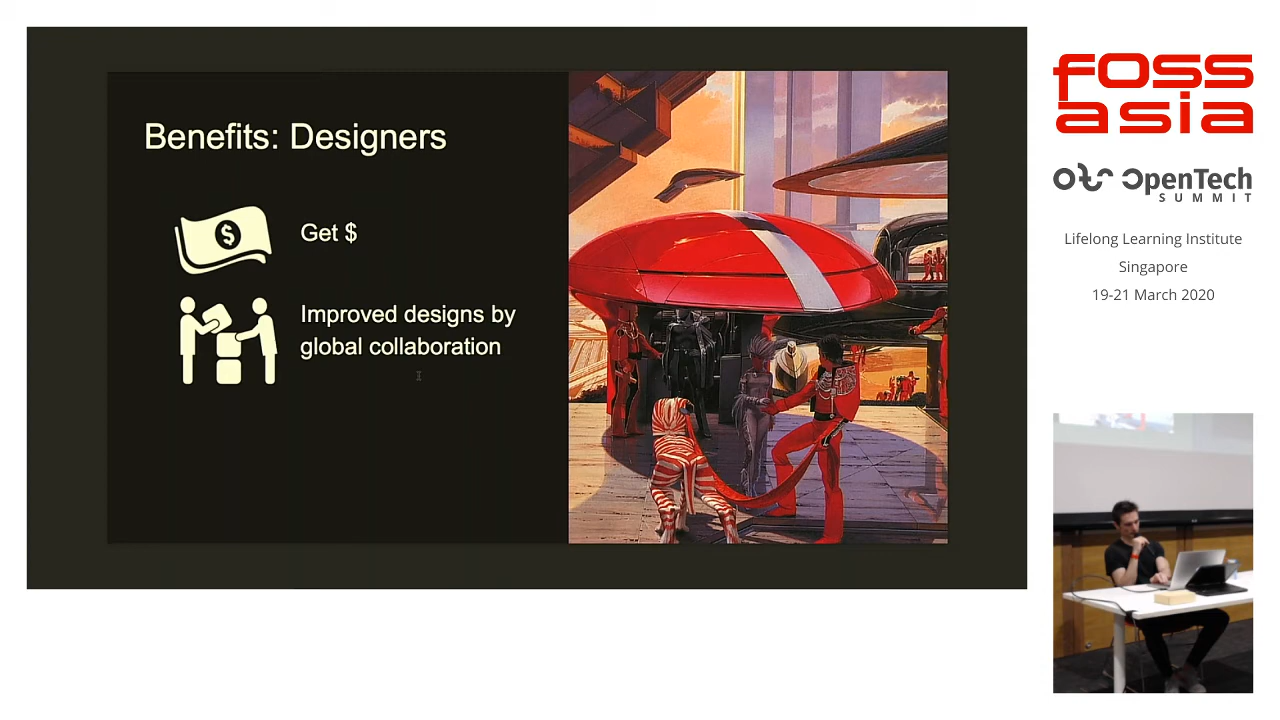 Benefits: Designers
$
Get $
Improved designs by
global collaboration
foss
asia
OpenTech
SUMMIT
Lifelong Learning Institute
Singapore
19-21 March 2020